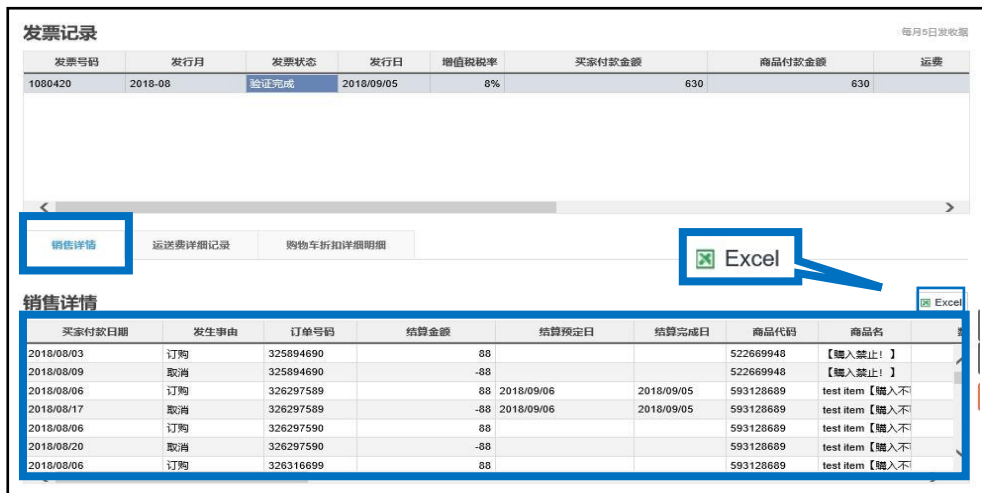 发票记录
每月5日发收据
发票号码 发行月 发票状态 发行日 增值税税率 买家付款金额 商品付款金额 运费
1080420 2018-08 验证完成 2018/09/05 8% 630 630
销售详情 运送费详细记录 购物车折扣详细明细
Excel
销售详情
Excel
买家付款日期 发生事由 订单号码 结算金额 结算预定日 结算完成日 商品代码 商品名
2018/08/03 订购 325894690 88 522669948 【購入禁止！】
2018/08/09 取消 325894690 -88 522669948 【購入禁止！】
2018/08/06 订购 326297589 88 2018/09/06 2018/09/05 593128689 test item【購入不
2018/08/17 取消 326297589 -88 2018/09/06 2018/09/05 593128689 test item【購入不
2018/08/06 订购 326297590 88 593128689 test item【購入不
2018/08/20 取消 326297590 -88 593128689 test item【購入不
2018/08/06 订购 326316699 88 593128689 test item【購入不